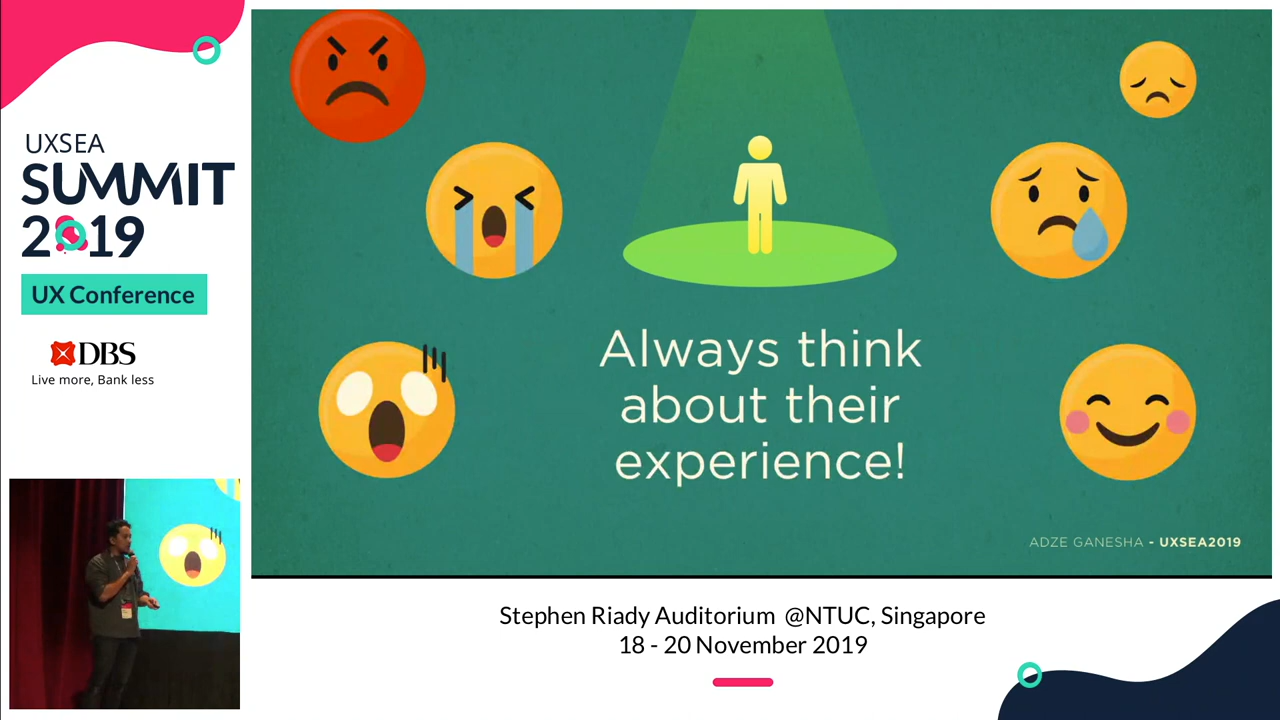 UXSEA
SUMMIT
2019
UX Conference
DBS
Live more, Bank less
Always think
about their
experience!
ADZE GANESHA - UXSEA2019
Stephen Riady Auditorium @NTUC, Singapore
18 - 20 November 2019